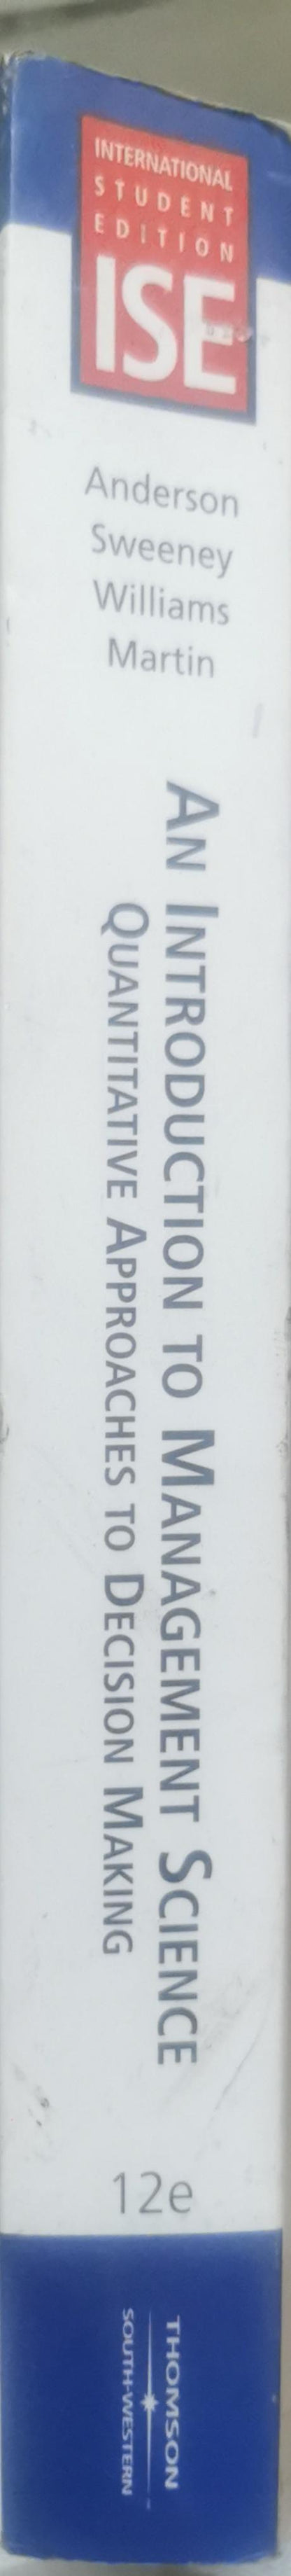 INTERNATIONAL
STUDENT
EDITION
ISE
Anderson
Sweeney
Williams
Martin
AN INTRODUCTION TO MANAGEMENT SCIENCE
QUANTITATIVE APPROACHES TO DECISION MAKING
12e
THOMSON
SOUTH-WESTERN